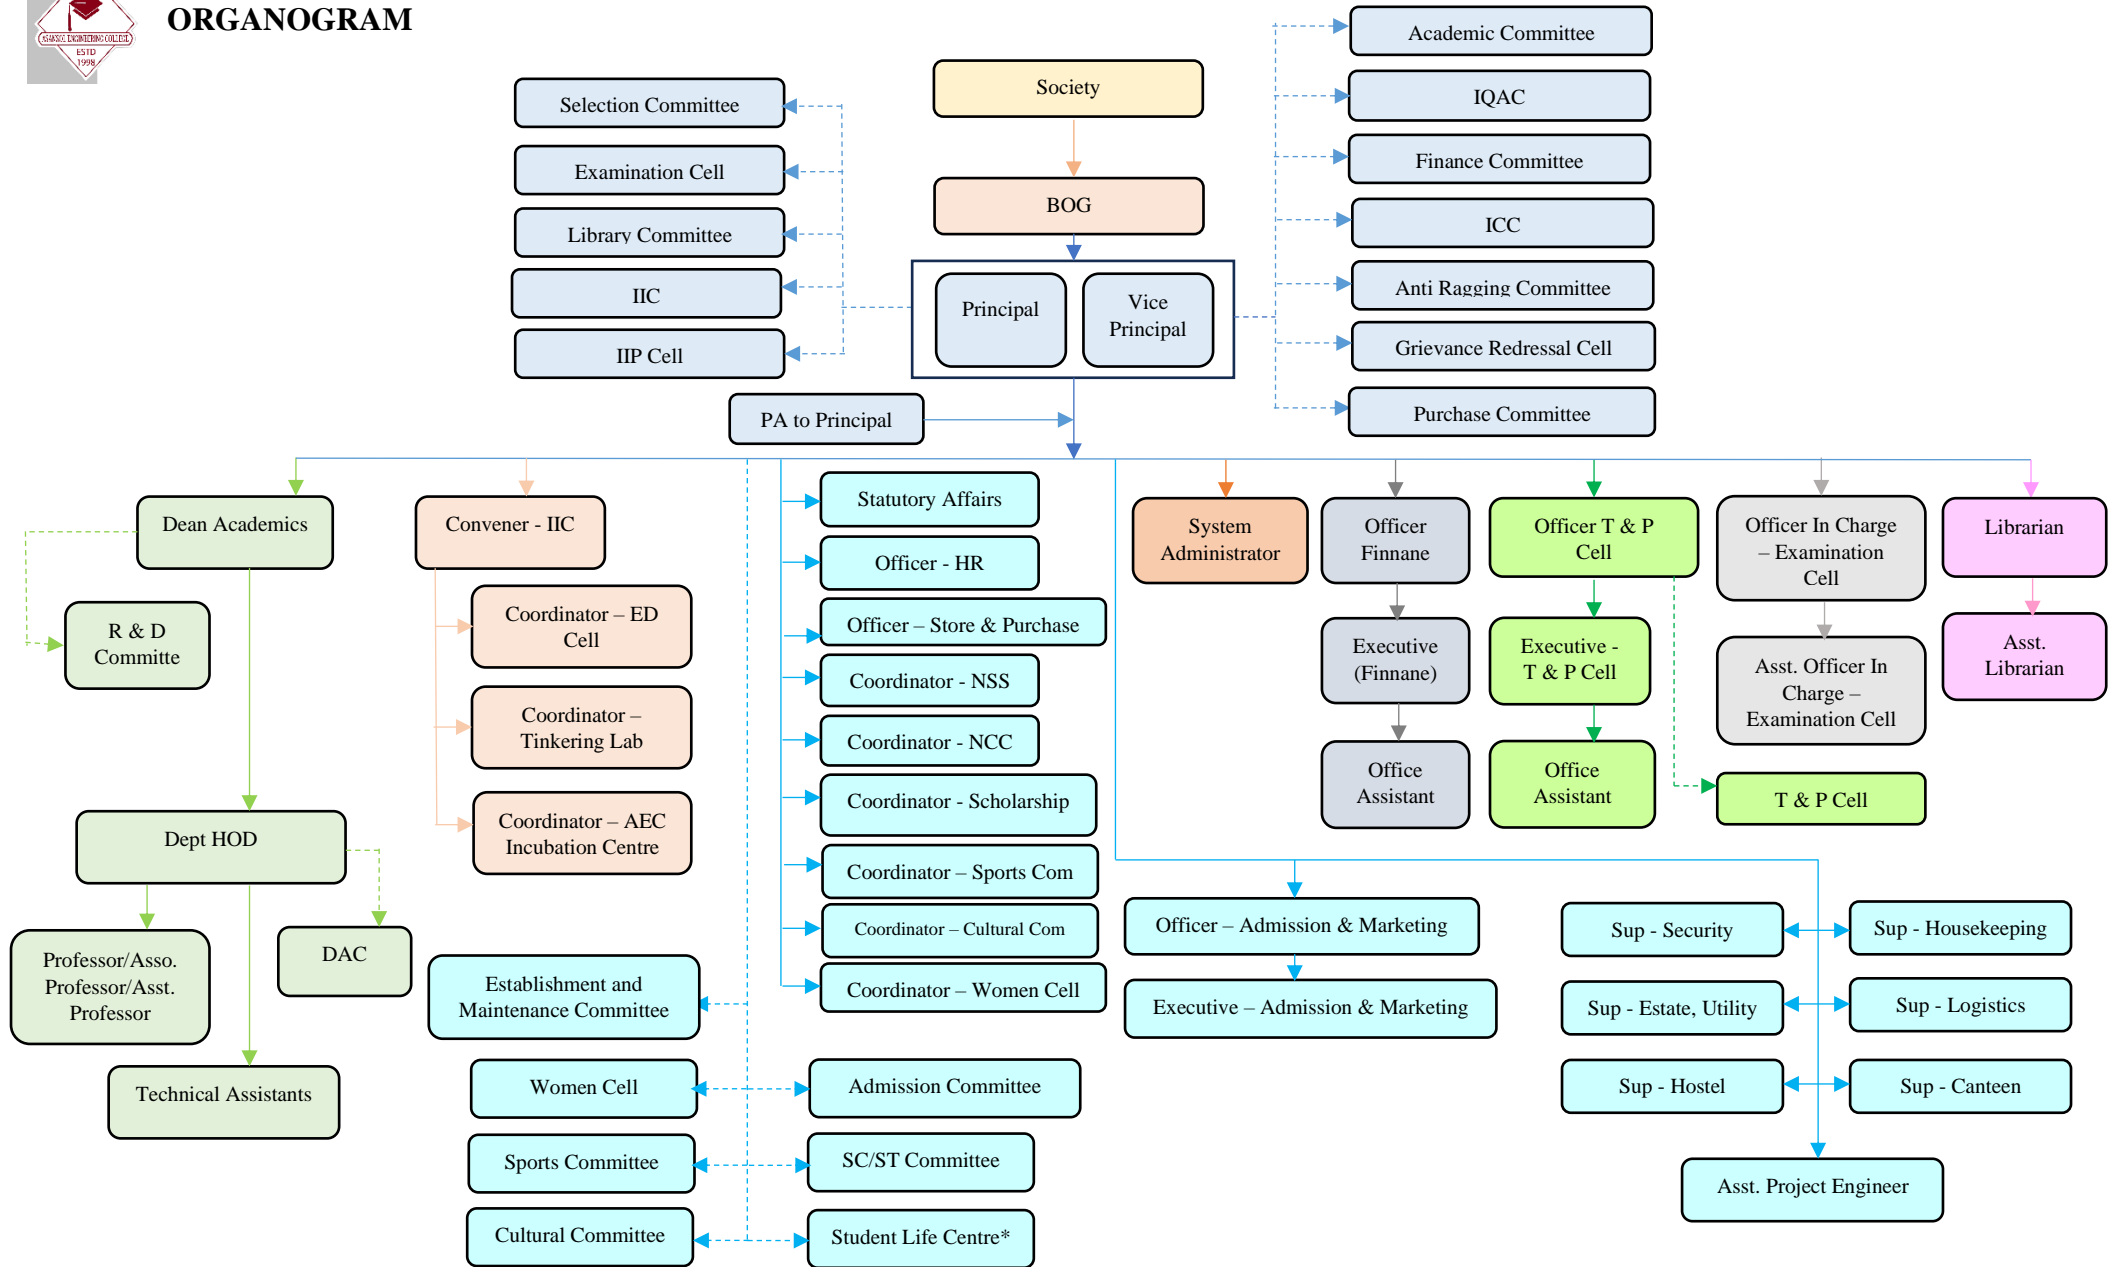 ORGANOGRAM
ASANSOL ENGINEERING COLLEGE
ESTD
1998
Society
BOG
Principal
Vice
Principal
Selection Committee
Examination Cell
Library Committee
IIC
IIP Cell
Academic Committee
IQAC
Finance Committee
ICC
Anti Ragging Committee
Grievance Redressal Cell
Purchase Committee
PA to Principal
Dean Academics
R & D
Committe
Dept HOD
Professor/Asso.
Professor/Asst.
Professor
DAC
Technical Assistants
Convener - IIC
Coordinator – ED
Cell
Coordinator –
Tinkering Lab
Coordinator – AEC
Incubation Centre
Statutory Affairs
Officer - HR
Officer – Store & Purchase
Coordinator - NSS
Coordinator - NCC
Coordinator - Scholarship
Coordinator – Sports Com
Coordinator – Cultural Com
Coordinator – Women Cell
Establishment and
Maintenance Committee
Women Cell
Admission Committee
Sports Committee
SC/ST Committee
Cultural Committee
Student Life Centre*
System
Administrator
Officer
Finnane
Executive
(Finnane)
Office
Assistant
Officer T & P
Cell
Executive -
T & P Cell
Office
Assistant
T & P Cell
Officer In Charge
– Examination
Cell
Asst. Officer In
Charge –
Examination Cell
Librarian
Asst.
Librarian
Officer – Admission & Marketing
Executive – Admission & Marketing
Sup - Security
Sup - Housekeeping
Sup - Estate, Utility
Sup - Logistics
Sup - Hostel
Sup - Canteen
Asst. Project Engineer